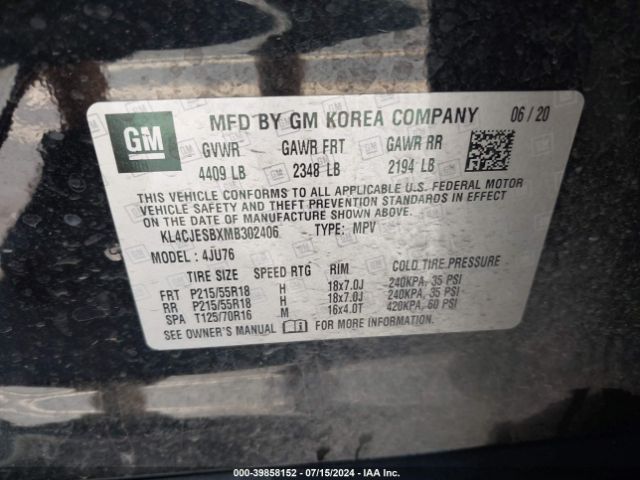 GM
MFD BY GM KOREA COMPANY 06/20
GVWR GAWR FRT GAWR RR
4409 LB 2348 LB 2194 LB
THIS VEHICLE CONFORMS TO ALL APPLICABLE U.S. FEDERAL MOTOR
VEHICLE SAFETY AND THEFT PREVENTION STANDARDS IN EFFECT
ON THE DATE OF MANUFACTURE SHOWN ABOVE.
KL4CJESBXMB302406 TYPE: MPV
MODEL: 4JU76
TIRE SIZE SPEED RTG RIM COLD TIRE PRESSURE
FRT P215/55R18 H 18x7.0J 240KPA, 35 PSI
RR P215/55R18 H 18x7.0J 240KPA, 35 PSI
SPA T125/70R16 M 16x4.0T 420KPA, 60 PSI
SEE OWNER'S MANUAL FOR MORE INFORMATION.
000-39858152 - 07/15/2024 - IAA Inc.